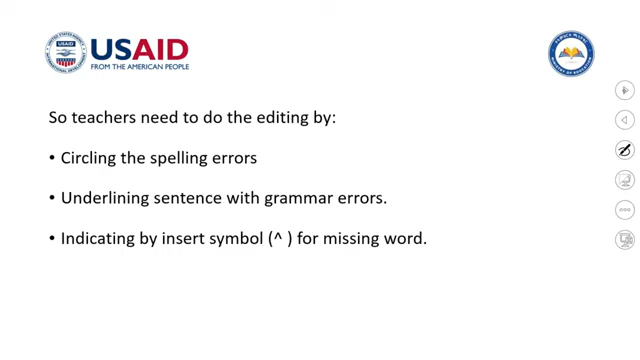 USAID
FROM THE AMERICAN PEOPLE
So teachers need to do the editing by:
• Circling the spelling errors
• Underlining sentence with grammar errors.
• Indicating by insert symbol (^ ) for missing word.